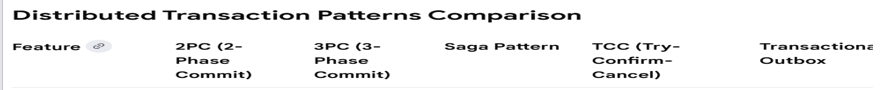 Distributed Transaction Patterns Comparison
Feature 2PC (2- 3PC (3- Saga Pattern TCC (Try- Transactiona
Phase Phase Confirm- Outbox
Commit) Commit) Cancel)